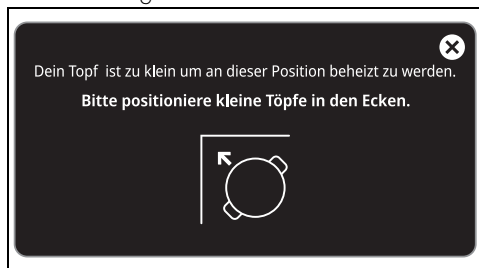 Dein Topf ist zu klein um an dieser Position beheizt zu werden.
Bitte positioniere kleine Töpfe in den Ecken.